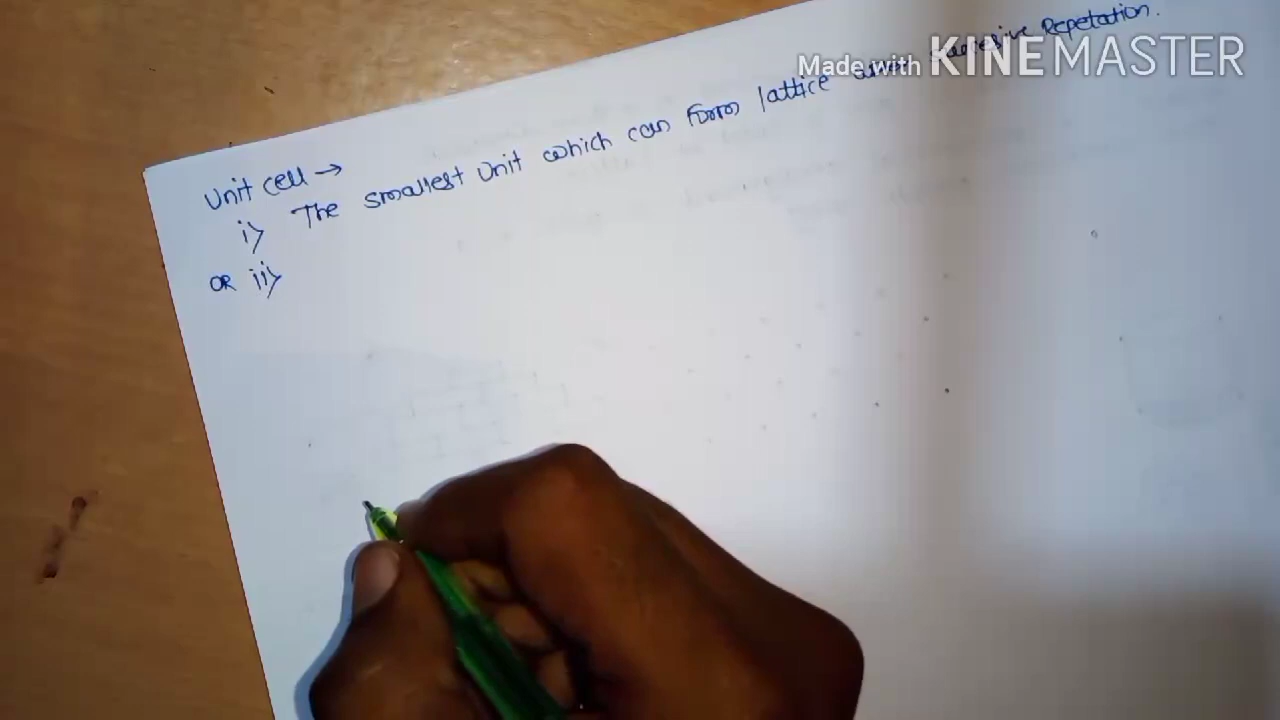 Made with KINEMASTER
Unit cell →
i> The smallest unit which can form lattice Repetation.
OR ii>